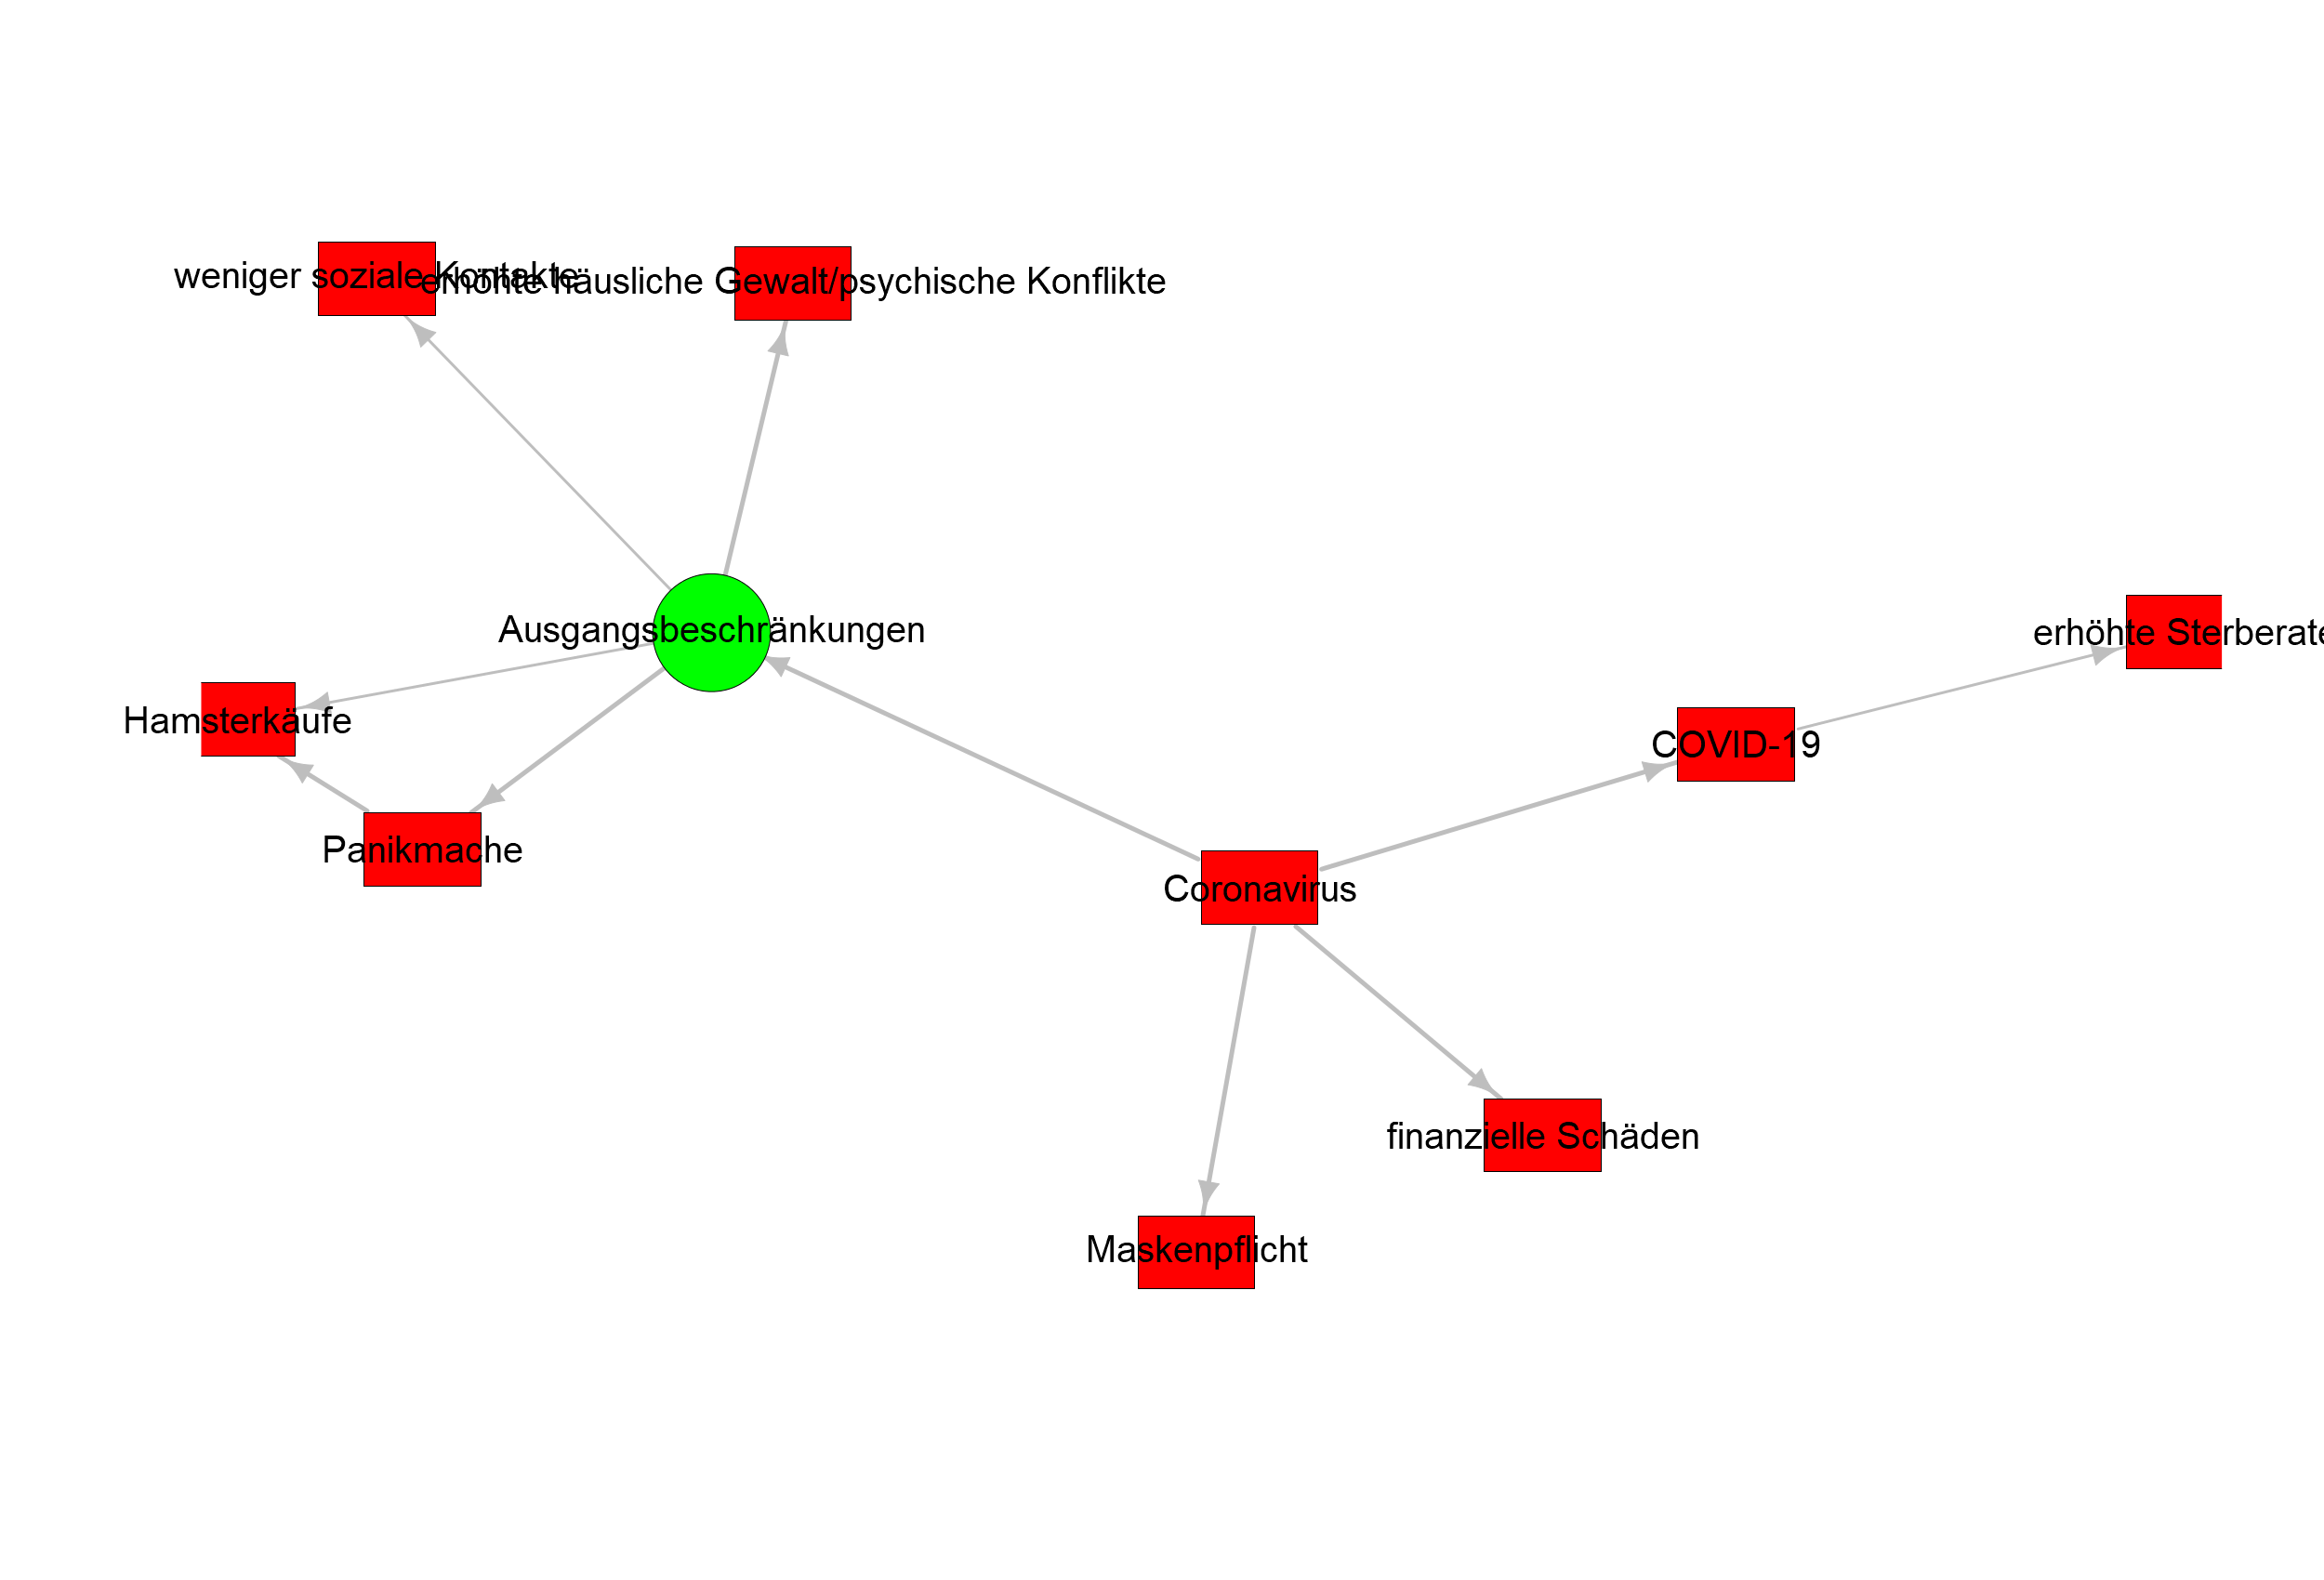 weniger soziale Kontakte
erhöhte häusliche Gewalt/psychische Konflikte
Ausgangsbeschränkungen
erhöhte Sterberate
Hamsterkäufe
COVID-19
Panikmache
Coronavirus
finanzielle Schäden
Maskenpflicht